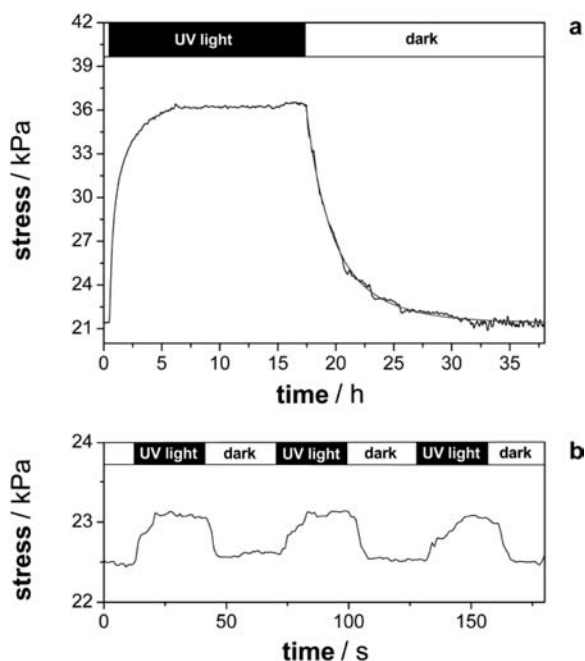 a
UV light dark
42
39
36
33
30
27
24
21
stress / kPa
0 5 10 15 20 25 30 35
time / h
b
UV light dark UV light dark UV light dark
24
23
22
stress / kPa
0 50 100 150
time / s